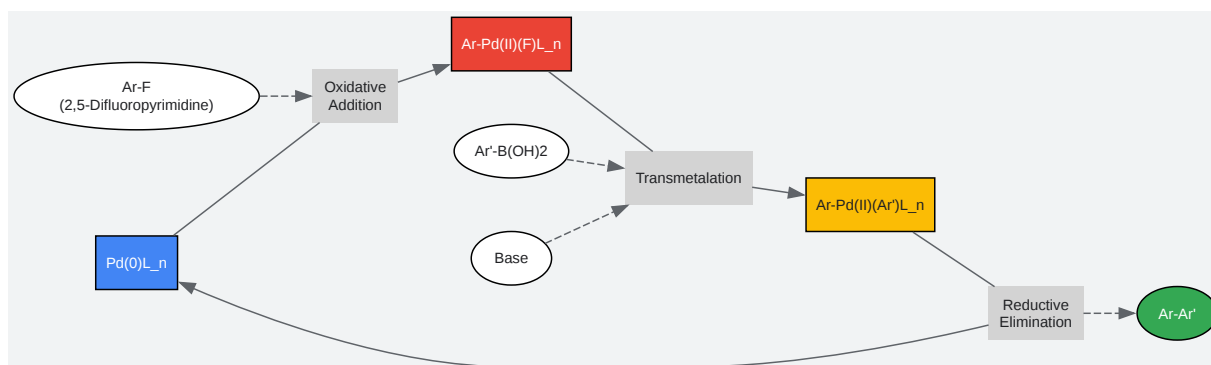 Ar-Pd(II)(F)L_n
Ar-F
(2,5-Difluoropyrimidine)
Oxidative
Addition
Ar'-B(OH)2
Transmetalation
Ar-Pd(II)(Ar')L_n
Base
Pd(0)L_n
Reductive
Elimination
Ar-Ar'